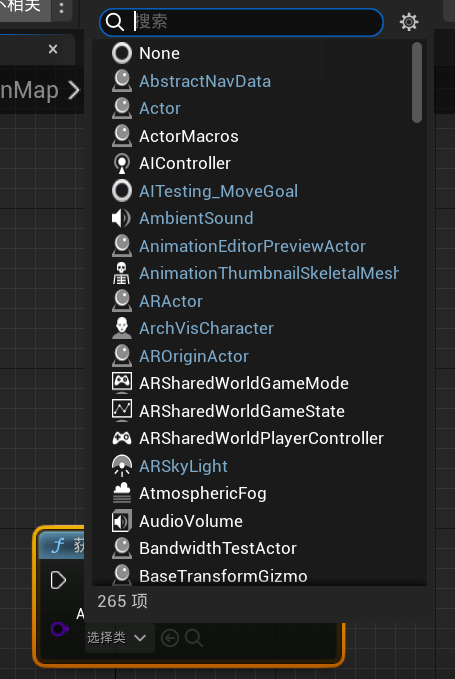 不相关
搜索
nMap
None
AbstractNavData
Actor
ActorMacros
AIController
AITesting_MoveGoal
AmbientSound
AnimationEditorPreviewActor
AnimationThumbnailSkeletalMesh
ARActor
ArchVisCharacter
AROriginActor
ARSharedWorldGameMode
ARSharedWorldGameState
ARSharedWorldPlayerController
ARSkyLight
AtmosphericFog
AudioVolume
BandwidthTestActor
BaseTransformGizmo
265 项
f 获
A
选择类